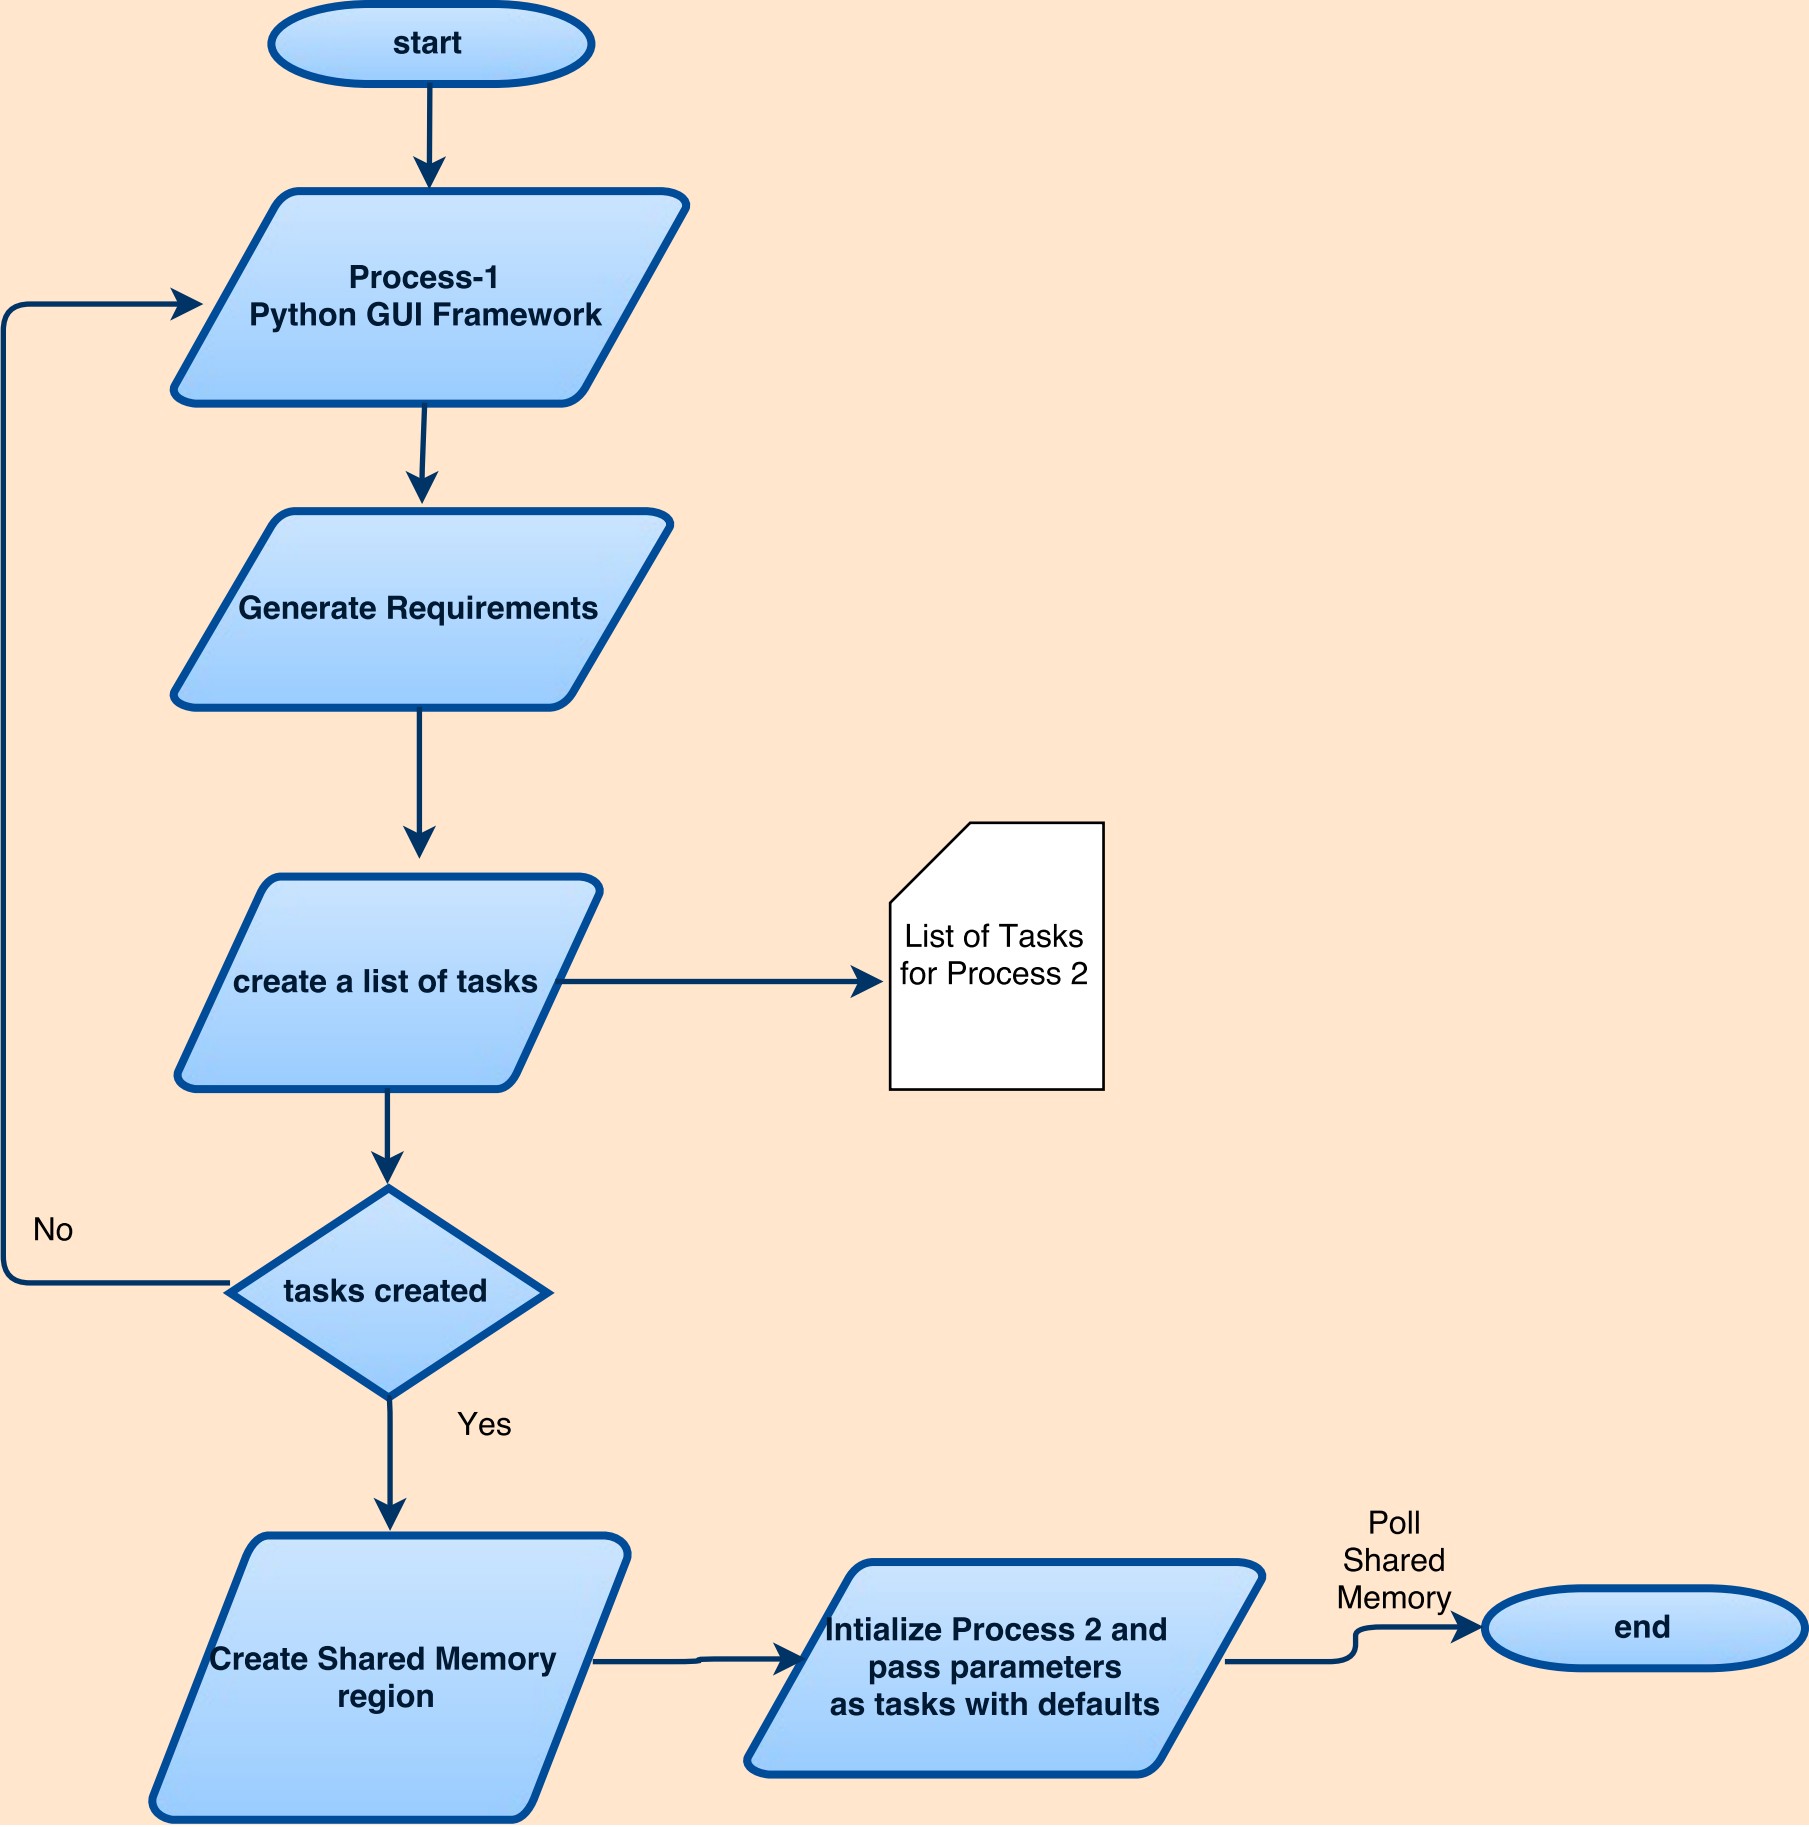 start
Process-1
Python GUI Framework
Generate Requirements
create a list of tasks
List of Tasks
for Process 2
No
tasks created
Yes
Create Shared Memory
region
Intialize Process 2 and
pass parameters
as tasks with defaults
Poll
Shared
Memory
end